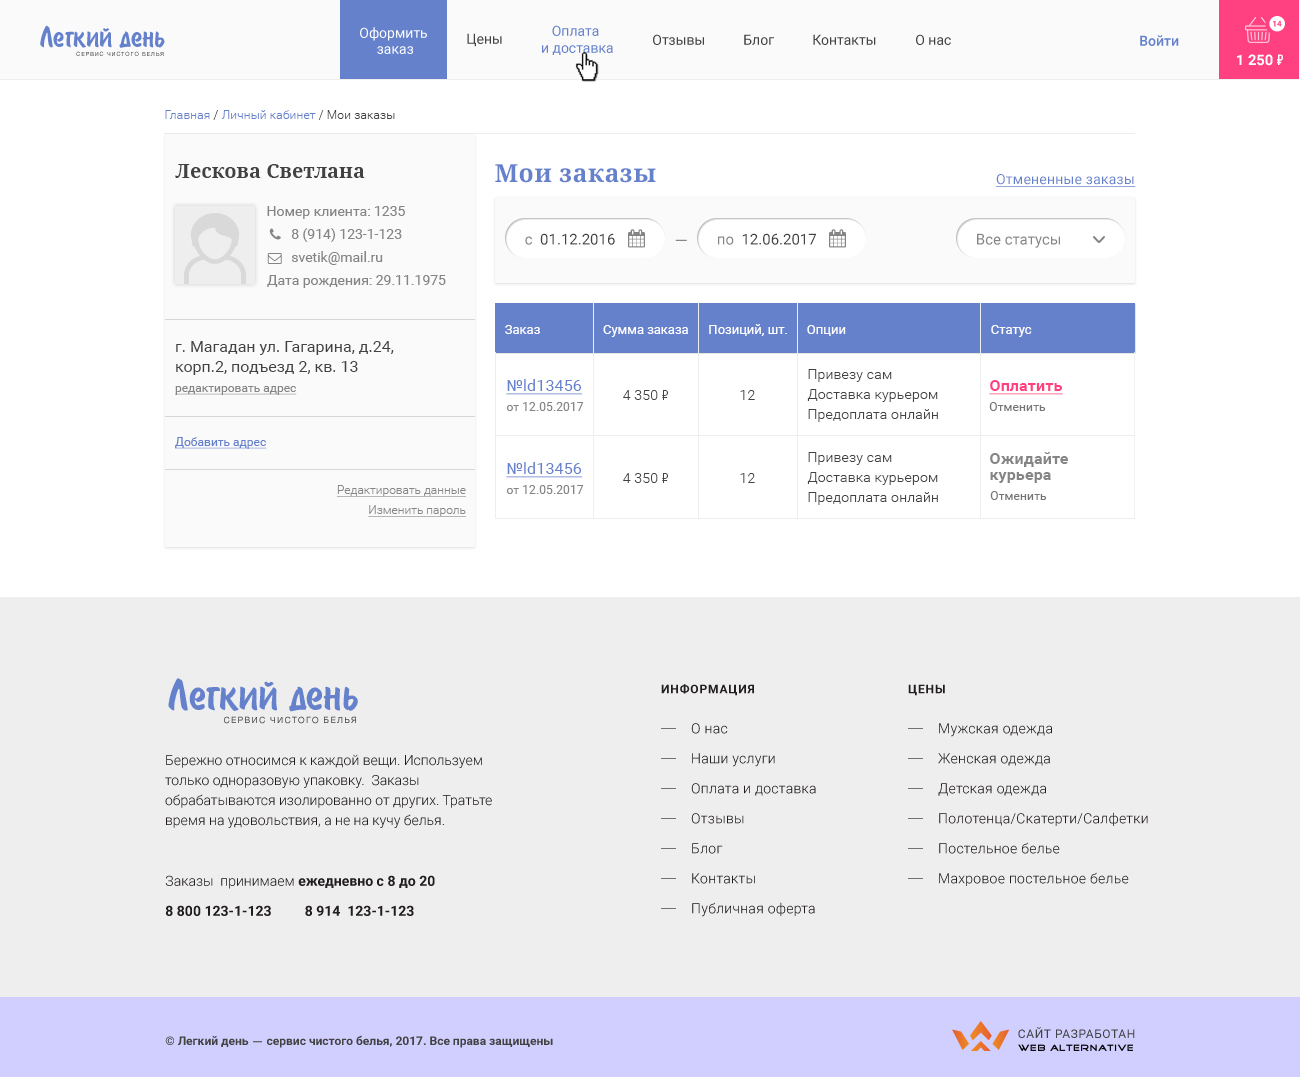 Легкий день
СЕРВИС ЧИСТОГО БЕЛЬЯ
Оформить
заказ
Цены
Оплата
и доставка
Отзывы
Блог
Контакты
О нас
Войти
14
1 250 ₽
Главная / Личный кабинет / Мои заказы
Лескова Светлана
Номер клиента: 1235
8 (914) 123-1-123
svetik@mail.ru
Дата рождения: 29.11.1975
г. Магадан ул. Гагарина, д.24,
корп.2, подъезд 2, кв. 13
редактировать адрес
Добавить адрес
Редактировать данные
Изменить пароль
Мои заказы
Отмененные заказы
с 01.12.2016 — по 12.06.2017
Все статусы
Заказ Сумма заказа Позиций, шт. Опции Статус
№ld13456
от 12.05.2017
4 350 ₽
12
Привезу сам
Доставка курьером
Предоплата онлайн
Оплатить
Отменить
№ld13456
от 12.05.2017
4 350 ₽
12
Привезу сам
Доставка курьером
Предоплата онлайн
Ожидайте
курьера
Отменить
Легкий день
СЕРВИС ЧИСТОГО БЕЛЬЯ
Бережно относимся к каждой вещи. Используем
только одноразовую упаковку. Заказы
обрабатываются изолированно от других. Тратьте
время на удовольствия, а не на кучу белья.
Заказы принимаем ежедневно с 8 до 20
8 800 123-1-123 8 914 123-1-123
ИНФОРМАЦИЯ
— О нас
— Наши услуги
— Оплата и доставка
— Отзывы
— Блог
— Контакты
— Публичная оферта
ЦЕНЫ
— Мужская одежда
— Женская одежда
— Детская одежда
— Полотенца/Скатерти/Салфетки
— Постельное белье
— Махровое постельное белье
© Легкий день — сервис чистого белья, 2017. Все права защищены
САЙТ РАЗРАБОТАН
WEB ALTERNATIVE